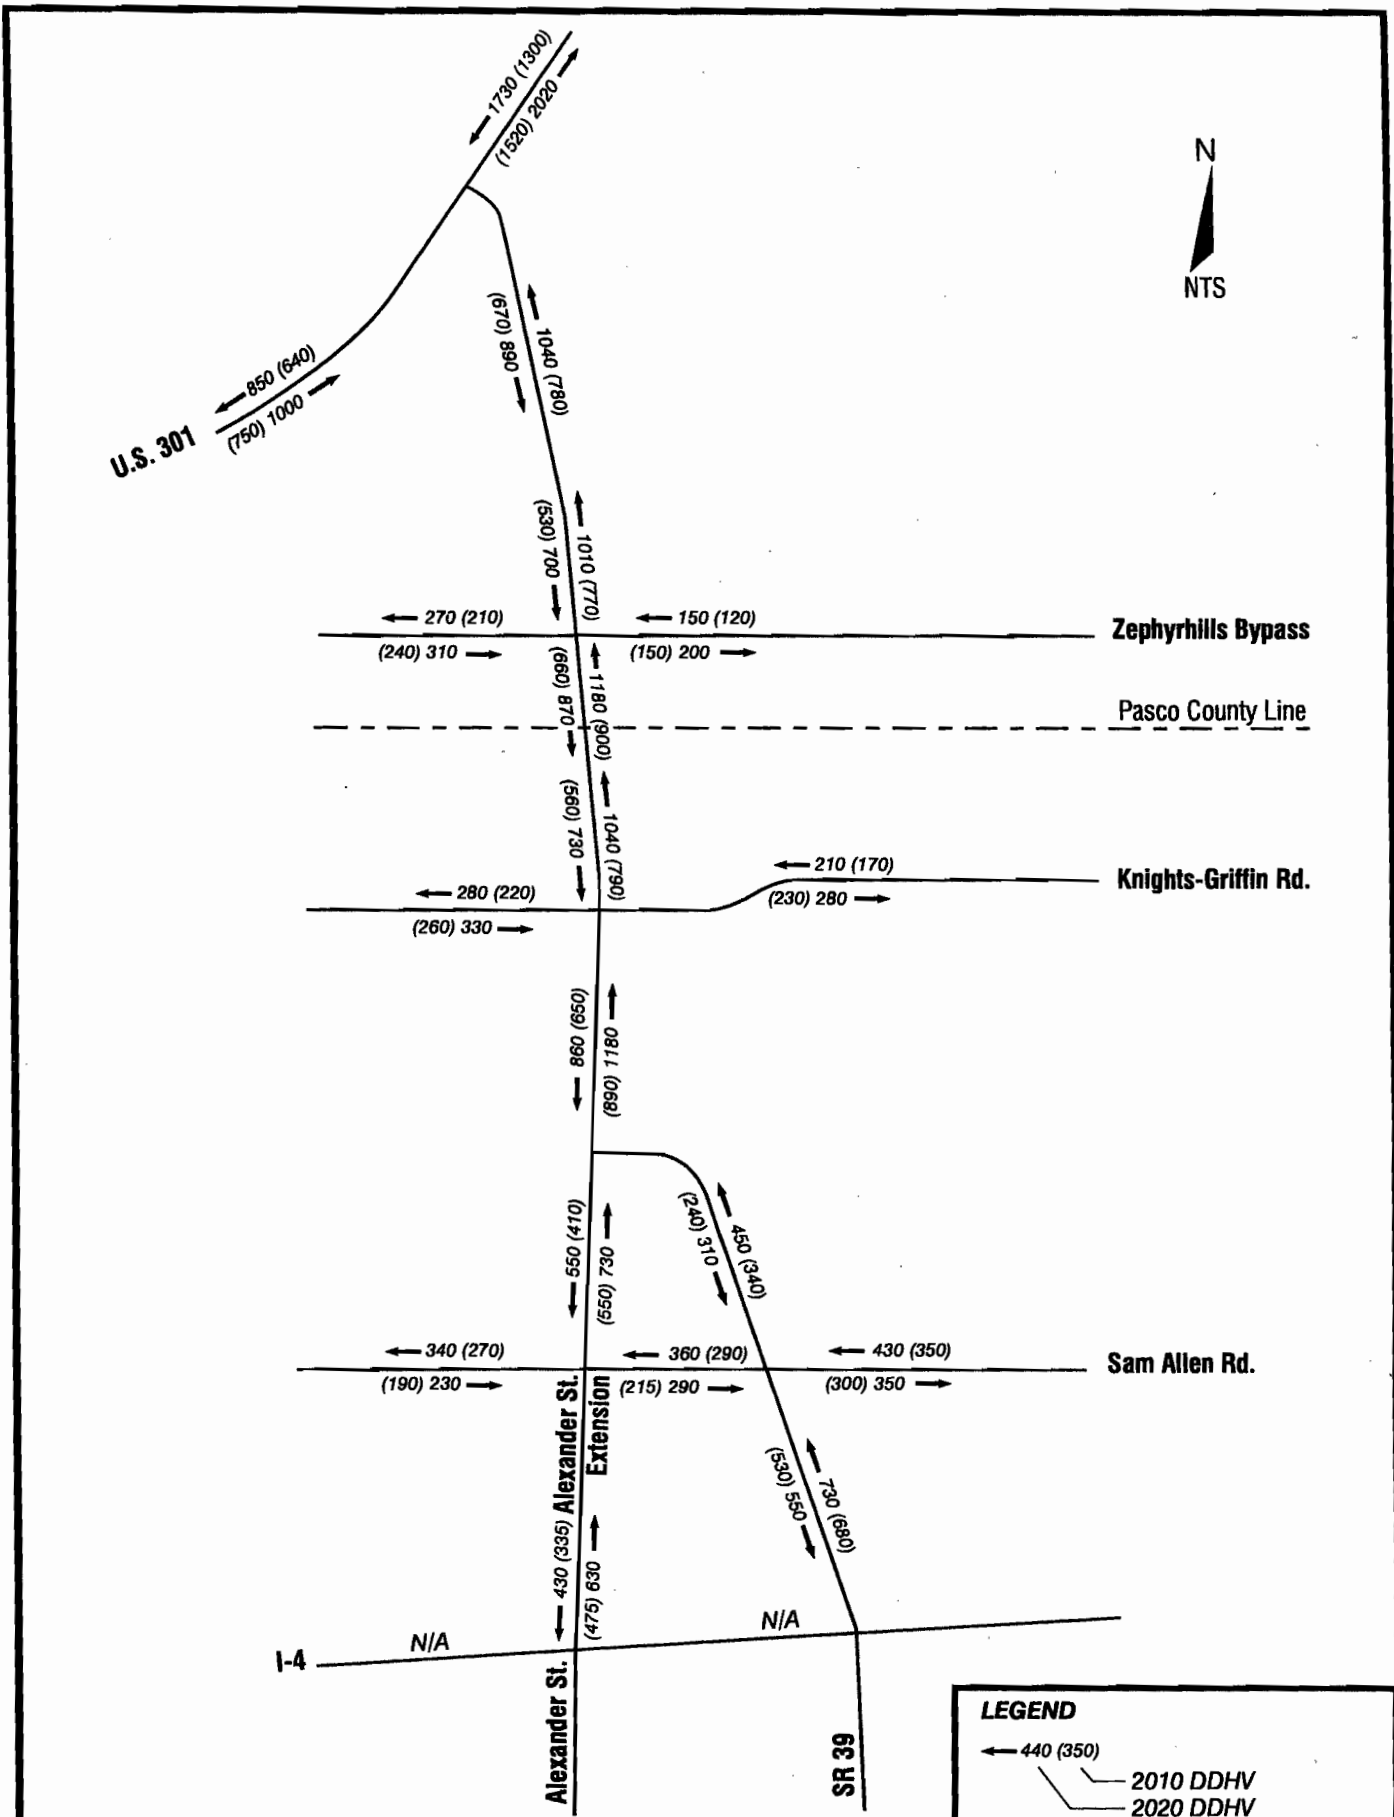 1730 (1300)
(1520) 2020
N
NTS
(670) 890
1040 (780)
850 (640)
(750) 1000
U.S. 301
(530) 700
1010 (770)
270 (210)
150 (120)
Zephyrhills Bypass
(240) 310
(150) 200
(660) 870
1180 (900)
Pasco County Line
(560) 730
1040 (790)
210 (170)
Knights-Griffin Rd.
280 (220)
(230) 280
(260) 330
860 (650)
(890) 1180
550 (410)
(550) 730
(240) 310
450 (340)
340 (270)
360 (290)
430 (350)
Sam Allen Rd.
(190) 230
(215) 290
(300) 350
Alexander St.
Extension
(530) 550
730 (680)
430 (335)
(475) 630
N/A
N/A
I-4
Alexander St.
SR 39
LEGEND
440 (350)
2010 DDHV
2020 DDHV